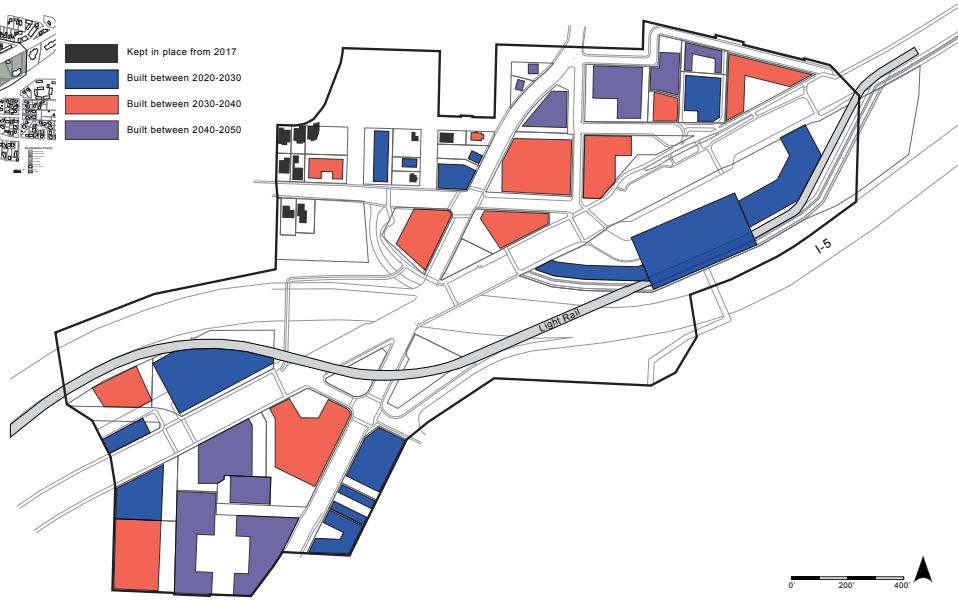 Kept in place from 2017
Built between 2020-2030
Built between 2030-2040
Built between 2040-2050
I-5
Light Rail
0'
200'
400'